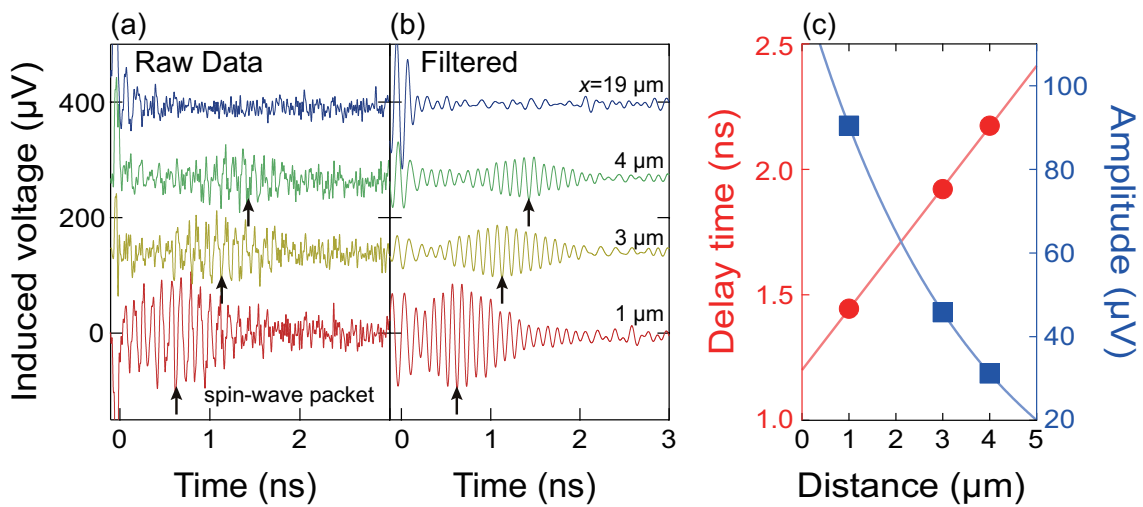 (a)
(b)
(c)
Raw Data
Filtered
x=19 µm
4 µm
3 µm
1 µm
spin-wave packet
Induced voltage (µV)
400
200
0
0
1
2
0
1
2
3
Time (ns)
Time (ns)
Delay time (ns)
2.5
2.0
1.5
1.0
Amplitude (µV)
100
80
60
40
20
0
1
2
3
4
5
Distance (µm)